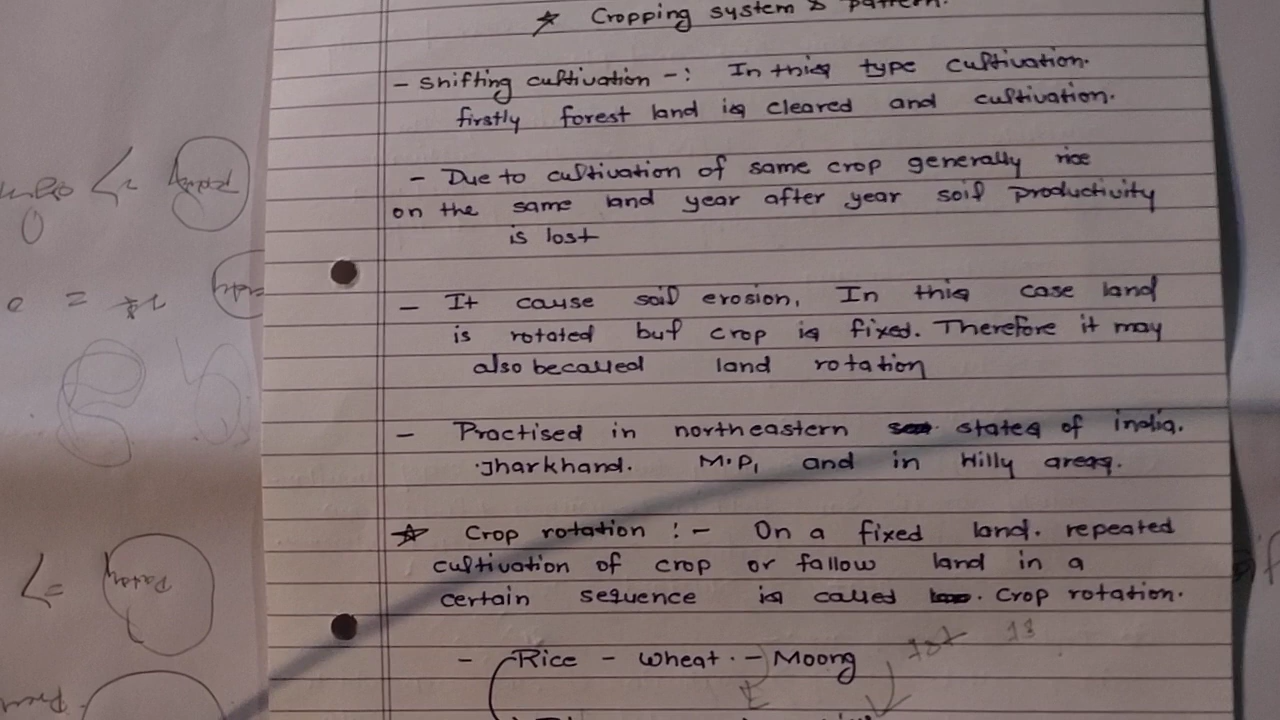 ☆ Cropping system & pattern.
- shifting cultivation -: In this type cultivation.
firstly forest land is cleared and cultivation.
- Due to cultivation of same crop generally rice
on the same land year after year soil productivity
is lost
- It cause soil erosion, In this case land
is rotated but crop is fixed. Therefore it may
also becalled land rotation
- Practised in northeastern states of india.
Jharkhand. M.P, and in Hilly areas.
☆ Crop rotation :- On a fixed land. repeated
cultivation of crop or fallow land in a
certain sequence is called Crop rotation.
- Rice - Wheat. - Moong